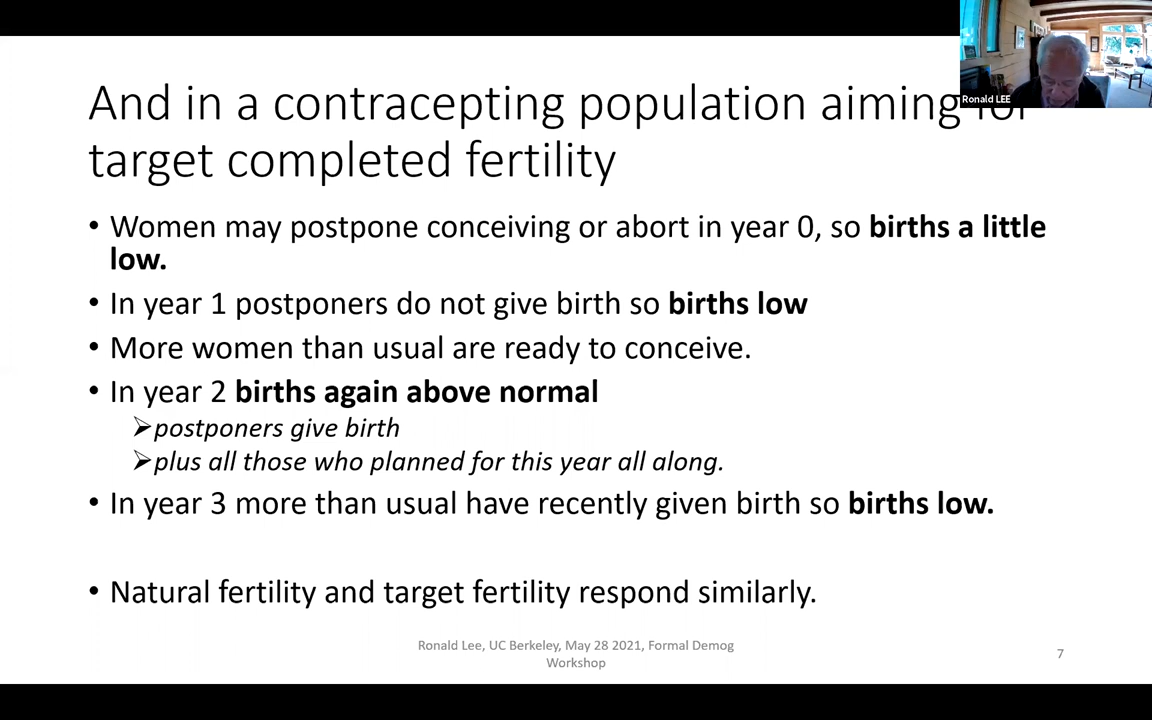 And in a contracepting population aiming for
target completed fertility
• Women may postpone conceiving or abort in year 0, so births a little
low.
• In year 1 postponers do not give birth so births low
• More women than usual are ready to conceive.
• In year 2 births again above normal
➢postponers give birth
➢plus all those who planned for this year all along.
• In year 3 more than usual have recently given birth so births low.
• Natural fertility and target fertility respond similarly.
Ronald Lee, UC Berkeley, May 28 2021, Formal Demog
Workshop
7
Ronald LEE